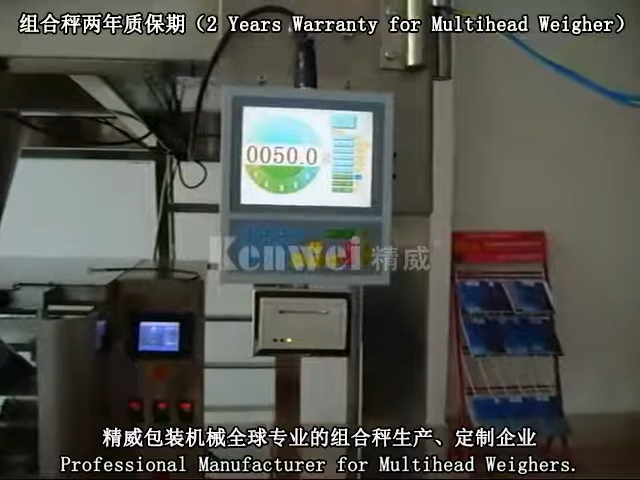 组合秤两年质保期（2 Years Warranty for Multihead Weigher）
0050.0
Kenwei 精威
精威包装机械全球专业的组合秤生产、定制企业
Professional Manufacturer for Multihead Weighers.